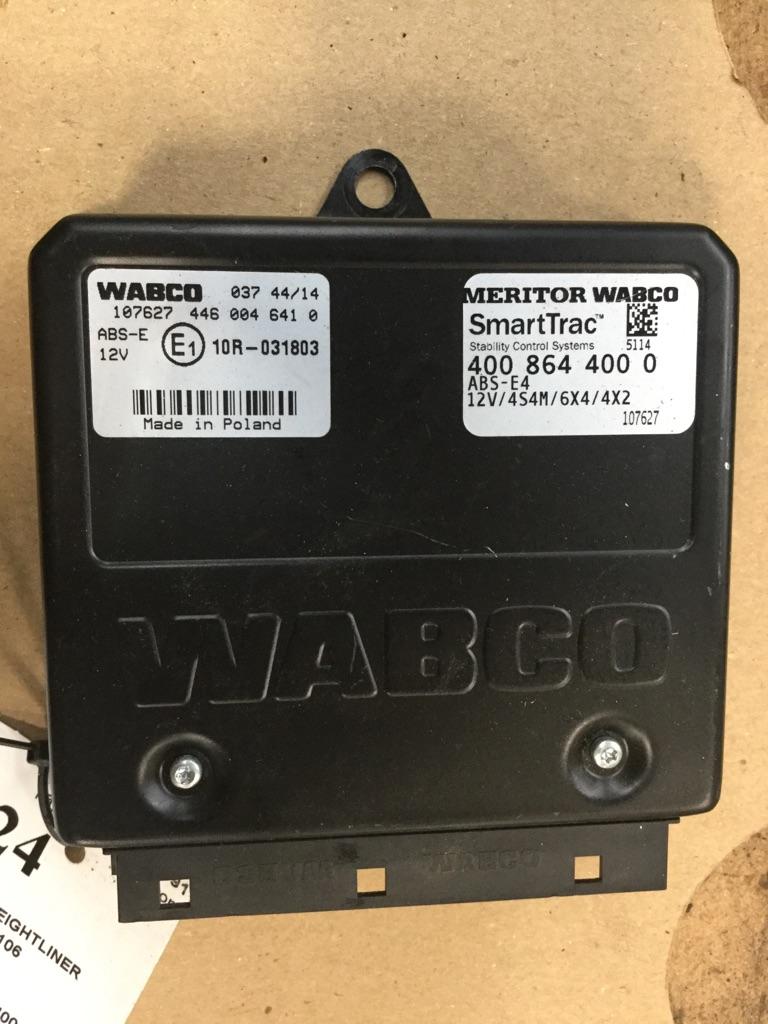 WABCO 037 44/14
107627 446 004 641 0
ABS-E
12V
E1 10R-031803
Made in Poland
MERITOR WABCO
SmartTrac™
Stability Control Systems 5114
400 864 400 0
ABS-E4
12V/4S4M/6X4/4X2
107627
WABCO
WABCO
24
EIGHTLINER
106